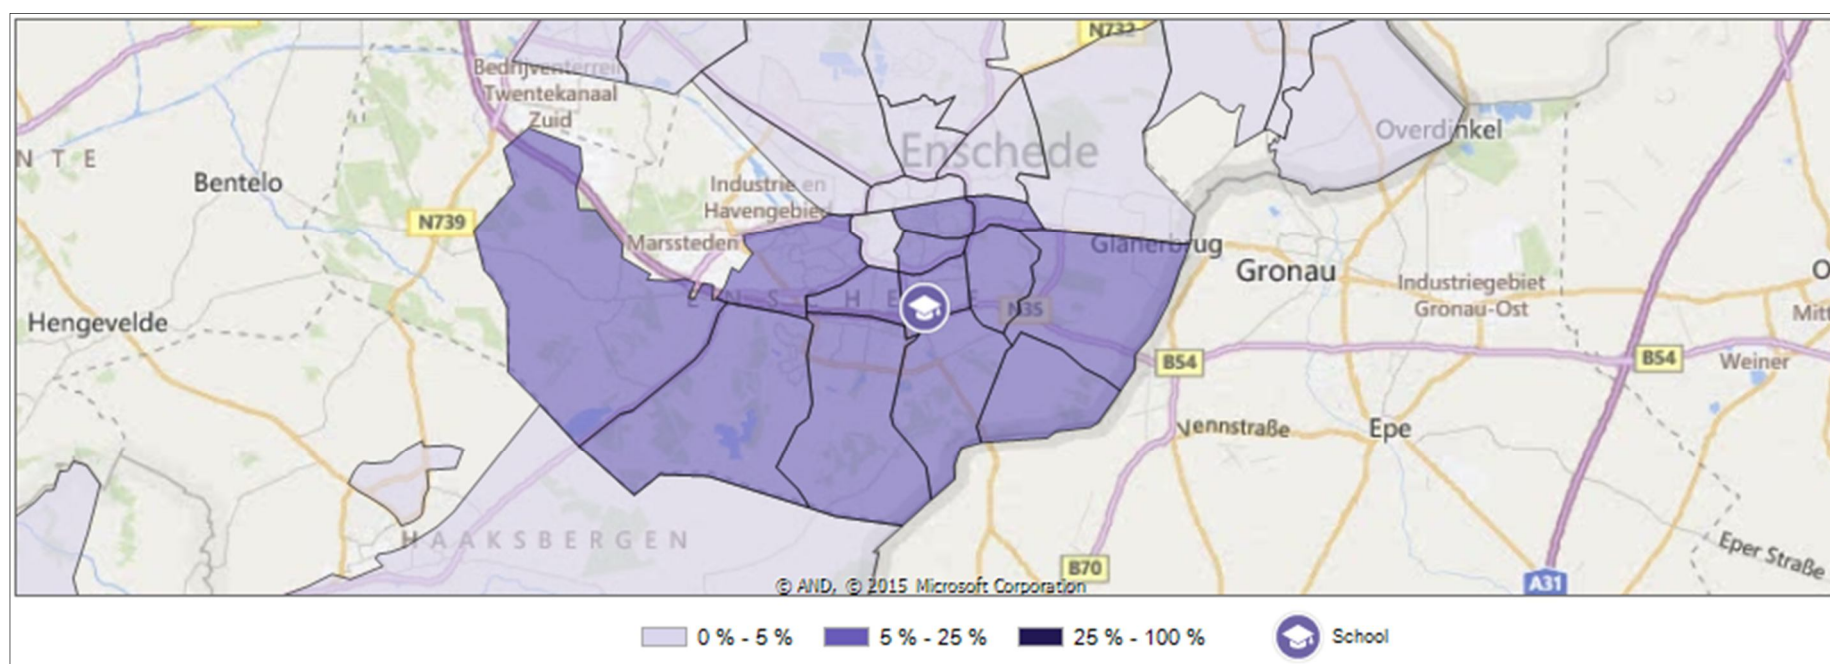 N732
Bedrijventerrein
Twentekanaal
Zuid
Overdinkel
Enschede
N T E
Bentelo
Industrie en
Havengebied
N739
Marssteden
Glanerbrug
Gronau
Industriegebiet
Gronau-Ost
E N S C H E D E
N35
Hengevelde
B54
B54
Weiner
Vennstraße
Epe
H A A K S B E R G E N
Eper Straße
B70
A31
© AND, © 2015 Microsoft Corporation
0 % - 5 %
5 % - 25 %
25 % - 100 %
School